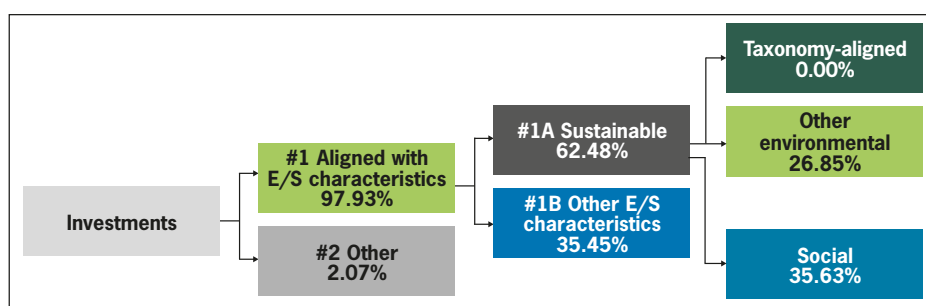 Investments
#1 Aligned with
E/S characteristics
97.93%
#2 Other
2.07%
#1A Sustainable
62.48%
#1B Other E/S
characteristics
35.45%
Taxonomy-aligned
0.00%
Other
environmental
26.85%
Social
35.63%